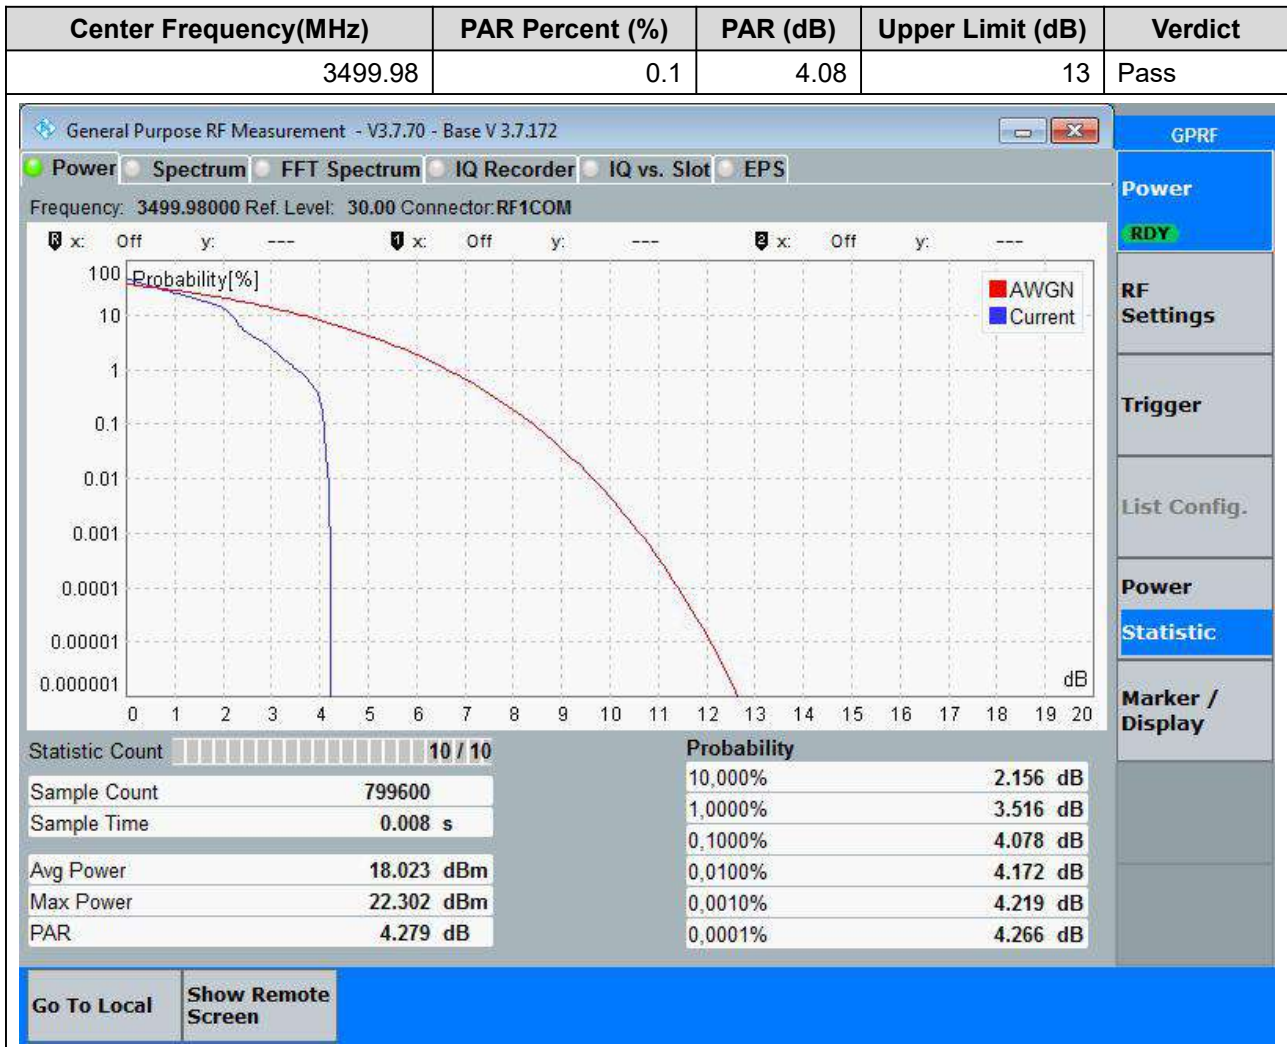 Center Frequency(MHz) PAR Percent (%) PAR (dB) Upper Limit (dB) Verdict
3499.98 0.1 4.08 13 Pass
General Purpose RF Measurement - V3.7.70 - Base V 3.7.172
GPRF
Power Spectrum FFT Spectrum IQ Recorder IQ vs. Slot EPS
Frequency: 3499.98000 Ref. Level: 30.00 Connector:RF1COM
R x: Off y: --- 1 x: Off y: --- 2 x: Off y: ---
Probability[%]
100
10
1
0.1
0.01
0.001
0.0001
0.00001
0.000001
AWGN
Current
dB
0 1 2 3 4 5 6 7 8 9 10 11 12 13 14 15 16 17 18 19 20
Statistic Count 10 / 10
Sample Count 799600
Sample Time 0.008 s
Avg Power 18.023 dBm
Max Power 22.302 dBm
PAR 4.279 dB
Probability
10,000% 2.156 dB
1,0000% 3.516 dB
0,1000% 4.078 dB
0,0100% 4.172 dB
0,0010% 4.219 dB
0,0001% 4.266 dB
Power
RDY
RF
Settings
Trigger
List Config.
Power
Statistic
Marker /
Display
Go To Local
Show Remote
Screen